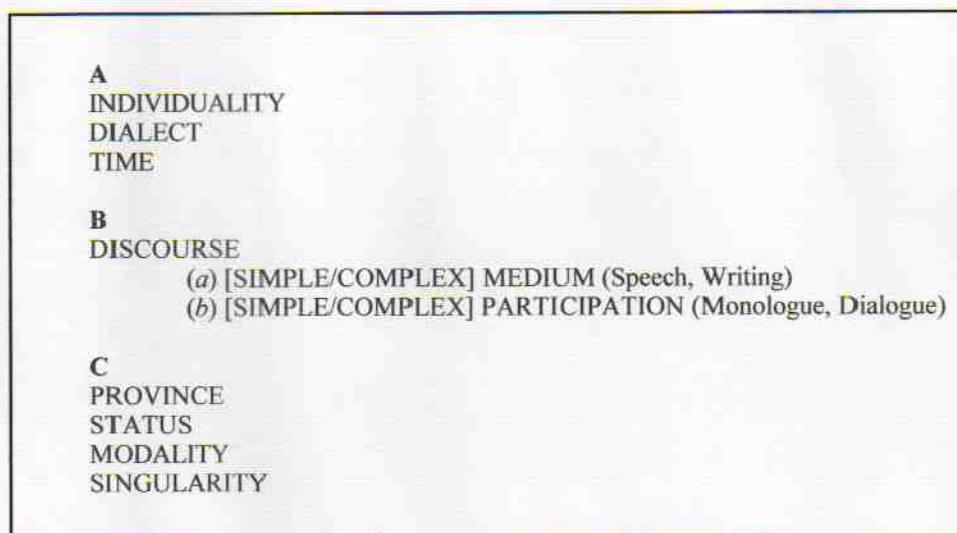 A
INDIVIDUALITY
DIALECT
TIME
B
DISCOURSE
(a) [SIMPLE/COMPLEX] MEDIUM (Speech, Writing)
(b) [SIMPLE/COMPLEX] PARTICIPATION (Monologue, Dialogue)
C
PROVINCE
STATUS
MODALITY
SINGULARITY